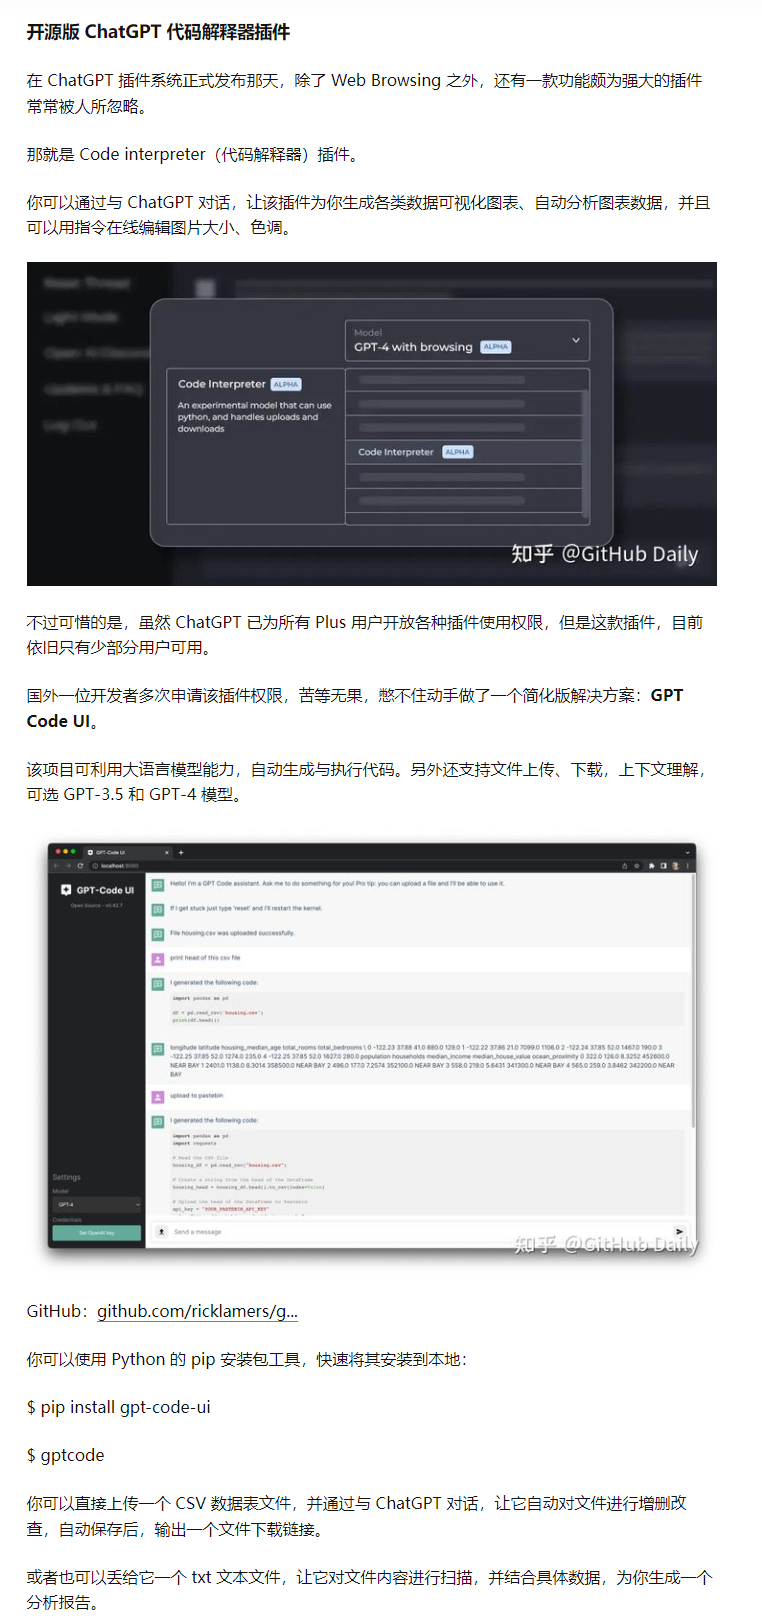 开源版 ChatGPT 代码解释器插件
在 ChatGPT 插件系统正式发布那天，除了 Web Browsing 之外，还有一款功能颇为强大的插件
常常被人所忽略。
那就是 Code interpreter（代码解释器）插件。
你可以通过与 ChatGPT 对话，让该插件为你生成各类数据可视化图表、自动分析图表数据，并且
可以用指令在线编辑图片大小、色调。
Reset Thread
Light Mode
Open AI Discord
Updates & FAQ
Log Out
Model
GPT-4 with browsing ALPHA
Code Interpreter ALPHA
An experimental model that can use
python, and handles uploads and
downloads
Code Interpreter ALPHA
知乎 @GitHub Daily
不过可惜的是，虽然 ChatGPT 已为所有 Plus 用户开放各种插件使用权限，但是这款插件，目前
依旧只有少部分用户可用。
国外一位开发者多次申请该插件权限，苦等无果，憋不住动手做了一个简化版解决方案：GPT
Code UI。
该项目可利用大语言模型能力，自动生成与执行代码。另外还支持文件上传、下载，上下文理解，
可选 GPT-3.5 和 GPT-4 模型。
GPT-Code UI
localhost:8080
GPT-Code UI
Open Source - v0.42.7
Hello! I'm a GPT Code assistant. Ask me to do something for you! Pro tip: you can upload a file and I'll be able to use it.
If I get stuck just type 'reset' and I'll restart the kernel.
File housing.csv was uploaded successfully.
print head of this csv file
I generated the following code:
import pandas as pd
df = pd.read_csv('housing.csv')
print(df.head())
longitude latitude housing_median_age total_rooms total_bedrooms \ 0 -122.23 37.88 41.0 880.0 129.0 1 -122.22 37.86 21.0 7099.0 1106.0 2 -122.24 37.85 52.0 1467.0 190.0 3
-122.25 37.85 52.0 1274.0 235.0 4 -122.25 37.85 52.0 1627.0 280.0 population households median_income median_house_value ocean_proximity 0 322.0 126.0 8.3252 452600.0
NEAR BAY 1 2401.0 1138.0 8.3014 358500.0 NEAR BAY 2 496.0 177.0 7.2574 352100.0 NEAR BAY 3 558.0 219.0 5.6431 341300.0 NEAR BAY 4 565.0 259.0 3.8462 342200.0 NEAR
BAY
upload to pastebin
I generated the following code:
import pandas as pd
import requests
# Read the CSV file
housing_df = pd.read_csv("housing.csv")
# Create a string from the head of the DataFrame
housing_head = housing_df.head().to_csv(index=False)
# Upload the head of the DataFrame to Pastebin
api_key = "YOUR_PASTEBIN_API_KEY"
Settings
Model
GPT-4
Credentials
Set OpenAI key
Send a message
知乎 @GitHub Daily
GitHub：github.com/ricklamers/g...
你可以使用 Python 的 pip 安装包工具，快速将其安装到本地：
$ pip install gpt-code-ui
$ gptcode
你可以直接上传一个 CSV 数据表文件，并通过与 ChatGPT 对话，让它自动对文件进行增删改
查，自动保存后，输出一个文件下载链接。
或者也可以丢给它一个 txt 文本文件，让它对文件内容进行扫描，并结合具体数据，为你生成一个
分析报告。